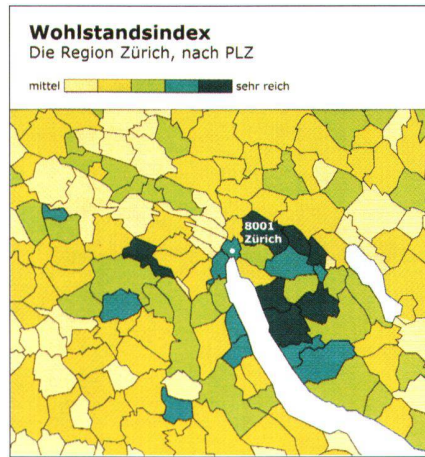 Wohlstandsindex
Die Region Zürich, nach PLZ
mittel sehr reich
8001
Zürich